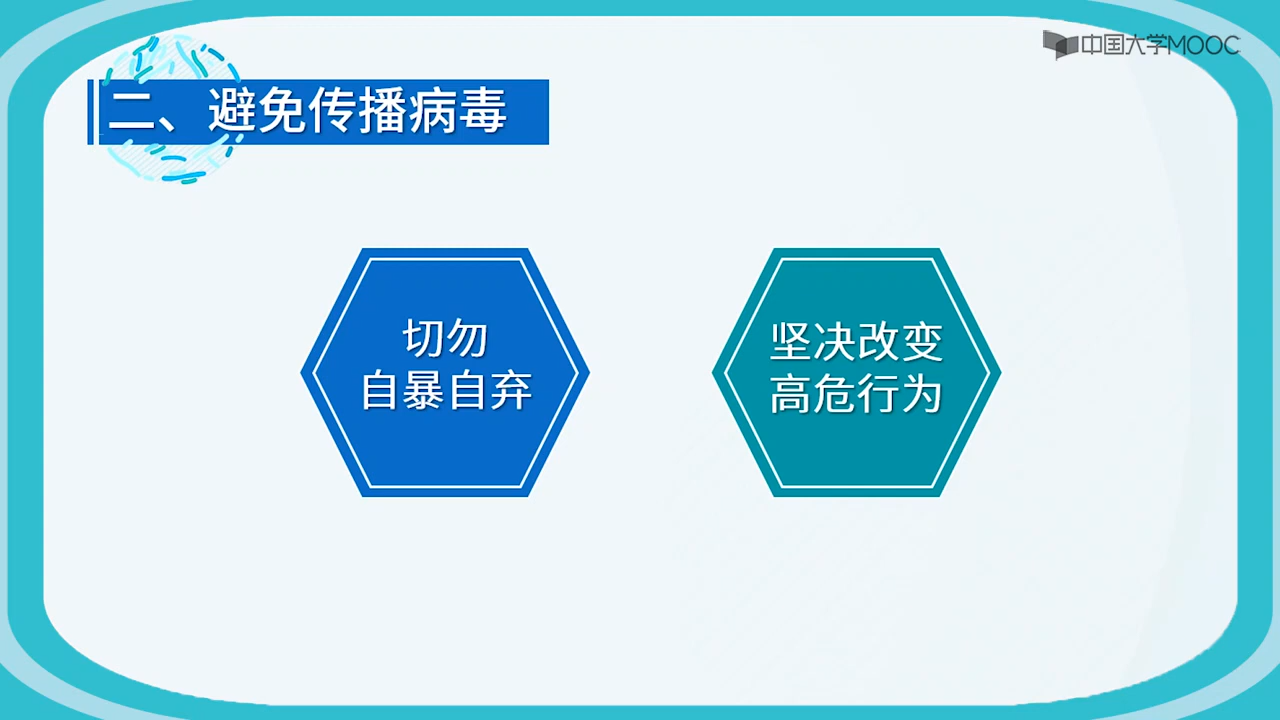 中国大学MOOC
二、避免传播病毒
切勿
自暴自弃
坚决改变
高危行为